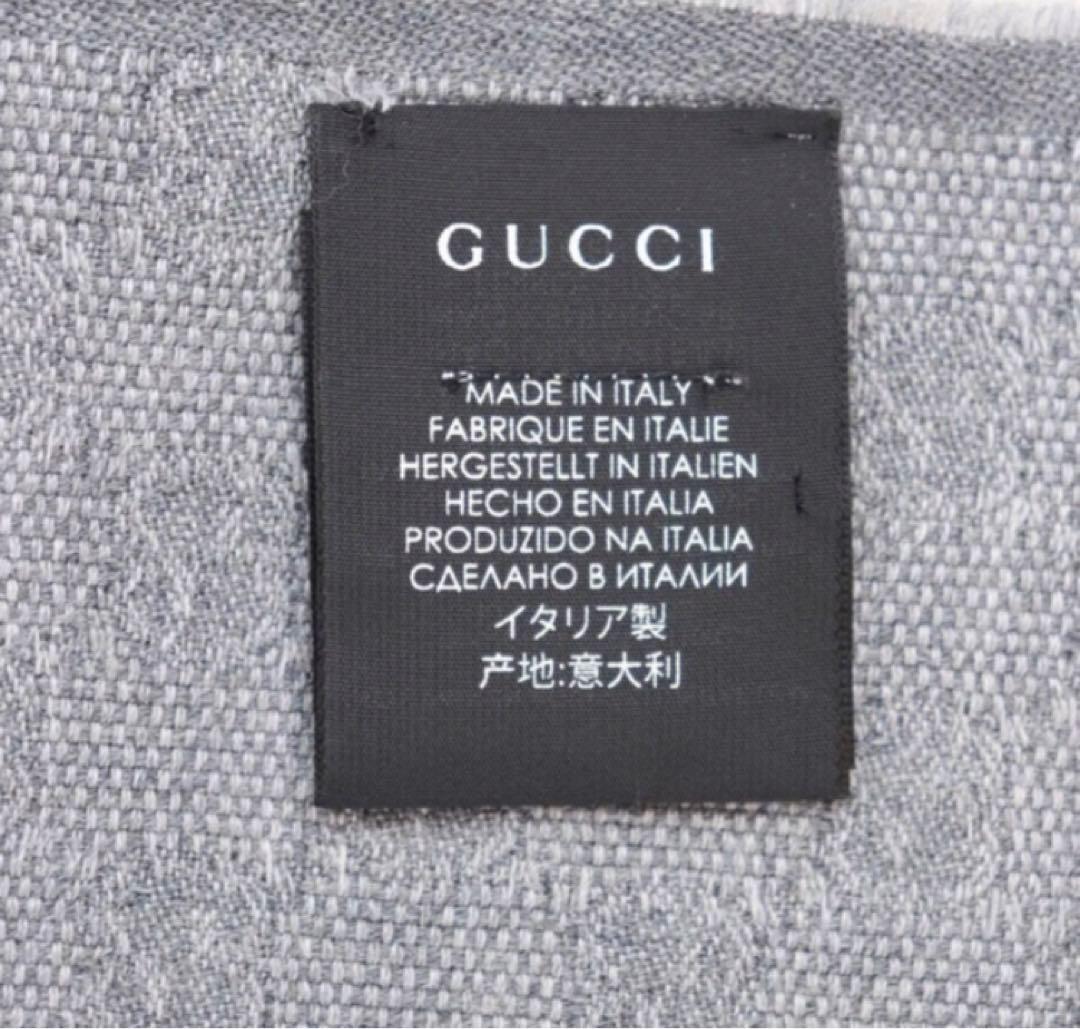 GUCCI
MADE IN ITALY
FABRIQUE EN ITALIE
HERGESTELLT IN ITALIEN
HECHO EN ITALIA
PRODUZIDO NA ITALIA
СДЕЛАНО В ИТАЛИИ
イタリア製
产地:意大利